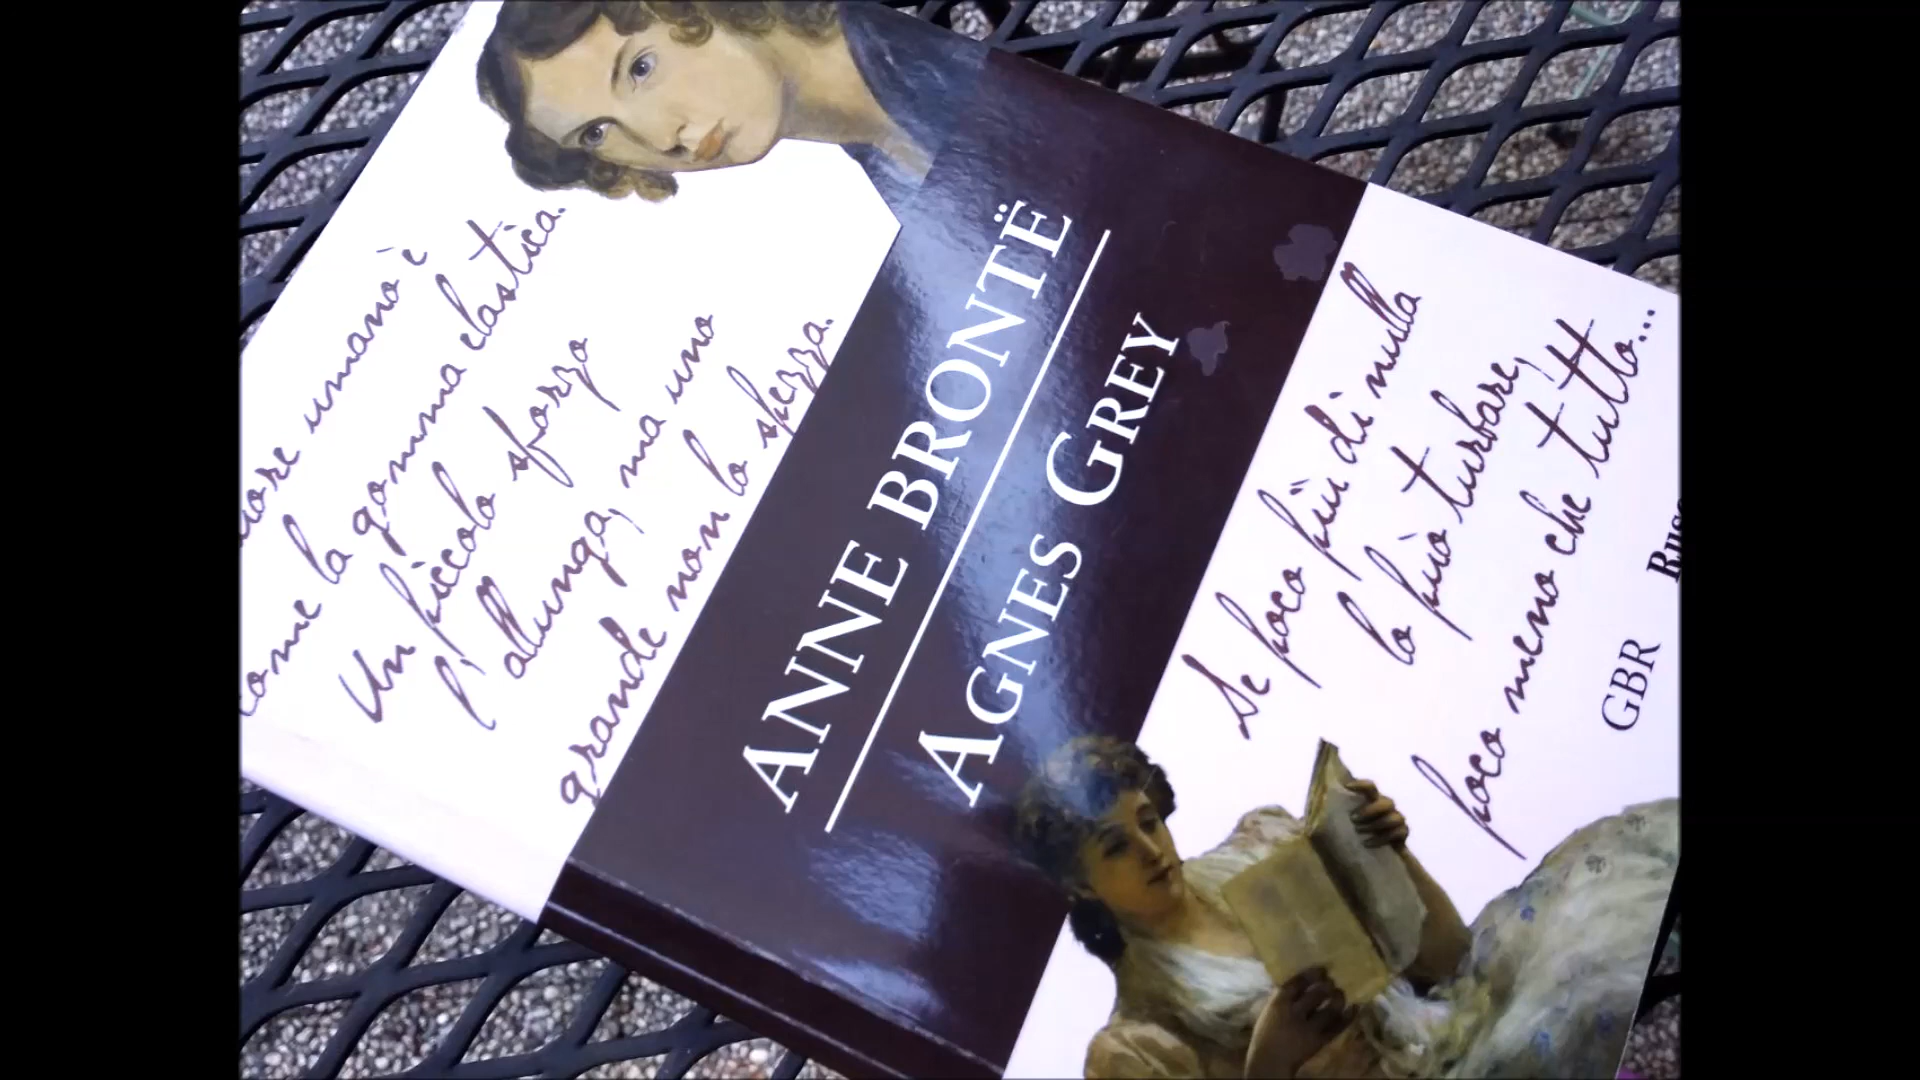 uore umano è
come la gomma elastica.
Un piccolo sforzo
l'allunga, ma uno
grande non lo spezza.
ANNE BRONTË
AGNES GREY
Se poco più di nulla
lo può turbare,
poco meno che tutto...
GBR